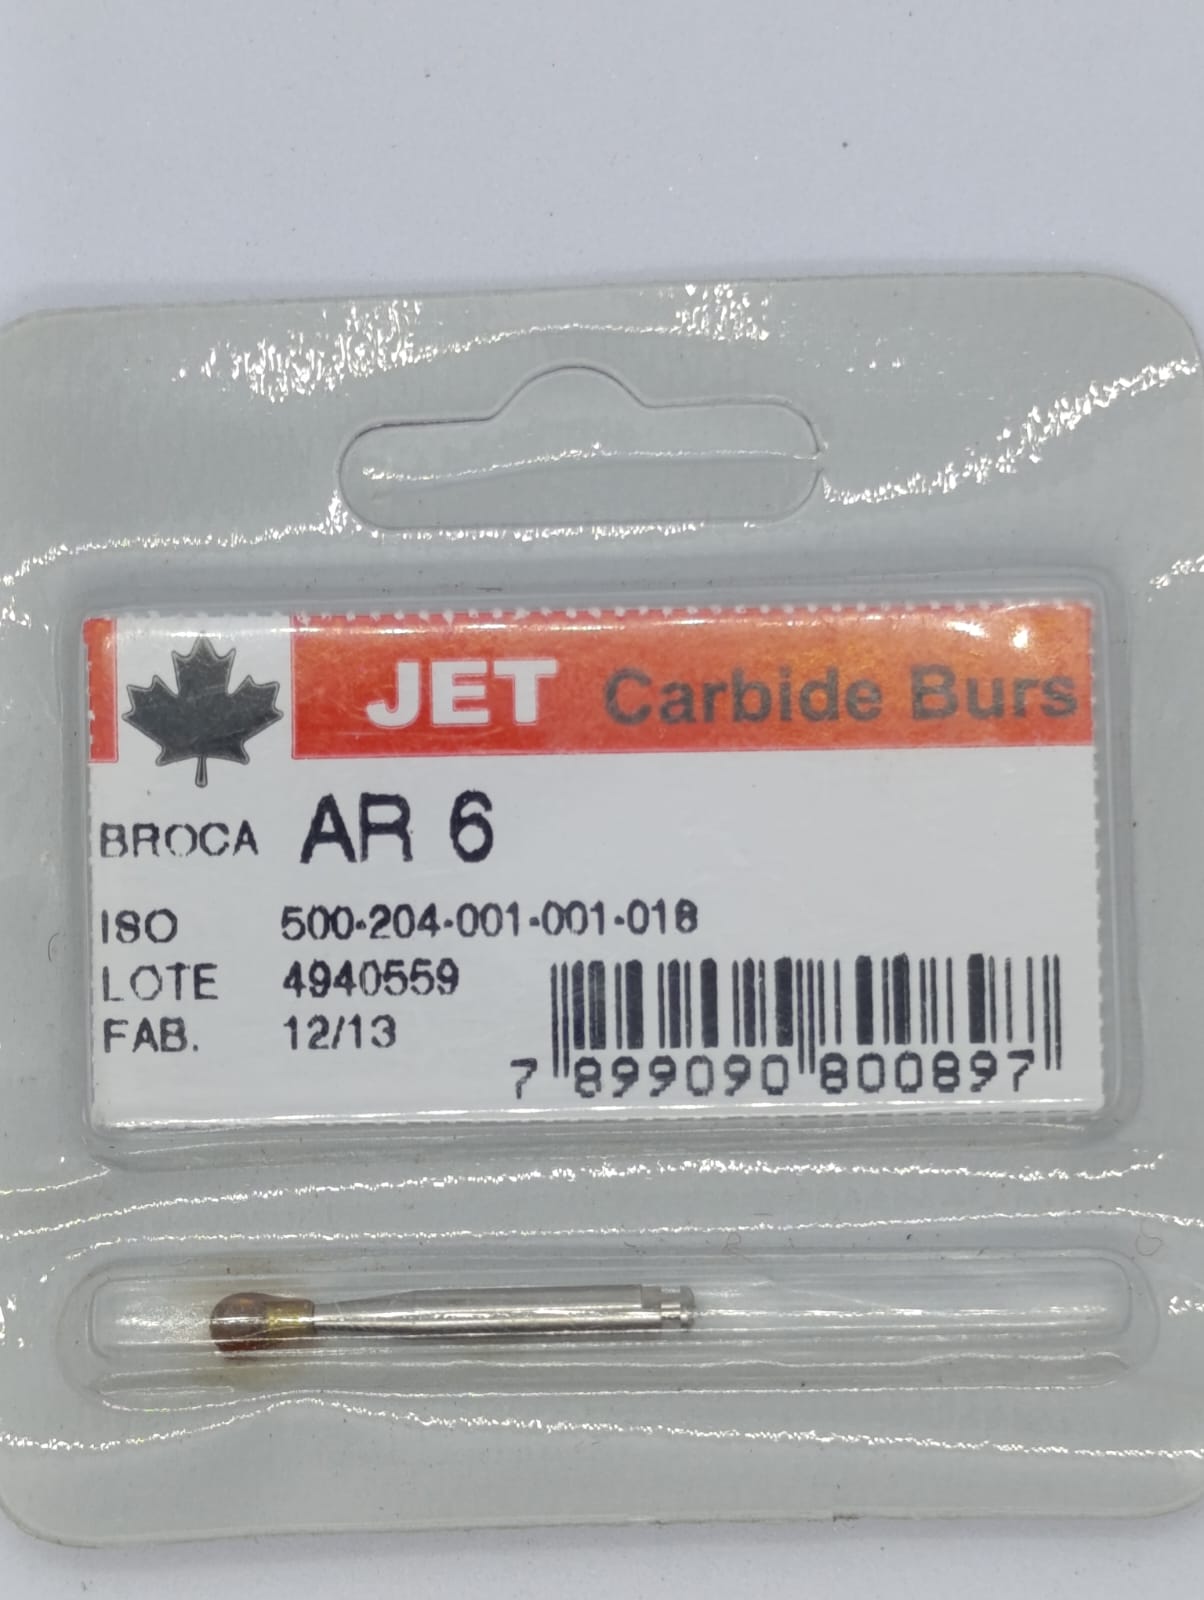 JET Carbide Burs
BROCA AR 6
ISO 500-204-001-001-018
LOTE 4940559
FAB. 12/13
7 899090 800897